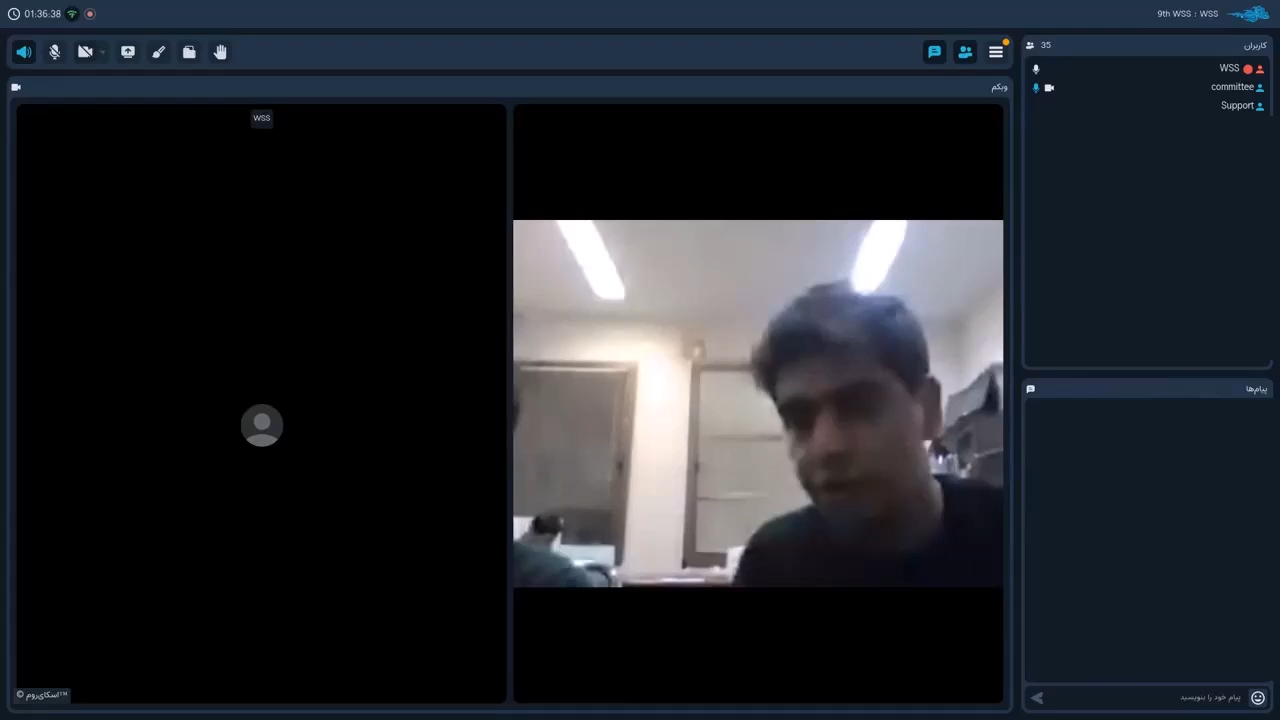 01:36:38
9th WSS : WSS
وبکم
WSS
اسکای‌روم™ ©
کاربران
35
WSS
committee
Support
پیام‌ها
پیام خود را بنویسید